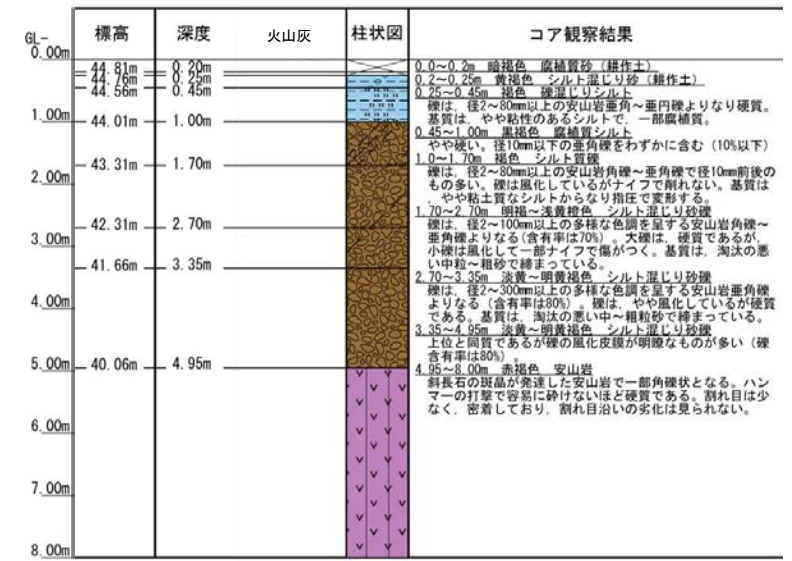 標高 深度 火山灰 柱状図 コア観察結果
GL-
0.00m
44.81m 0.20m
44.76m 0.25m
44.56m 0.45m
1.00m
44.01m 1.00m
43.31m 1.70m
2.00m
42.31m 2.70m
3.00m
41.66m 3.35m
4.00m
5.00m
40.06m 4.95m
6.00m
7.00m
8.00m
0.0～0.2m 暗褐色 腐植質砂（耕作土）
0.2～0.25m 黄褐色 シルト混じり砂（耕作土）
0.25～0.45m 褐色 礫混じりシルト
礫は，径2～80mm以上の安山岩亜角～亜円礫よりなり硬質。
基質は，やや粘性のあるシルトで，一部腐植質。
0.45～1.00m 黒褐色 腐植質シルト
やや硬い。径10mm以下の亜角礫をわずかに含む（10%以下）
1.0～1.70m 褐色 シルト質礫
礫は，径2～80mm以上の安山岩角礫～亜角礫で径10mm前後の
もの多い。礫は風化しているがナイフで削れない。基質は
，やや粘土質なシルトからなり指圧で変形する。
1.70～2.70m 明褐～浅黄橙色 シルト混じり砂礫
礫は，径2～100mm以上の多様な色調を呈する安山岩角礫～
亜角礫よりなる(含有率は70%）。大礫は，硬質であるが，
小礫は風化して一部ナイフで傷がつく。基質は，淘汰の悪
い中粒～粗砂で締まっている。
2.70～3.35m 淡黄～明黄褐色 シルト混じり砂礫
礫は，径2～300mm以上の多様な色調を呈する安山岩亜角礫
よりなる（含有率は80%）。礫は，やや風化しているが硬質
である。基質は，淘汰の悪い中～粗粒砂で締まっている。
3.35～4.95m 淡黄～明黄褐色 シルト混じり砂礫
上位と同質であるが礫の風化皮膜が明瞭なものが多い（礫
含有率は80%）。
4.95～8.00m 赤褐色 安山岩
斜長石の斑晶が発達した安山岩で一部角礫状となる。ハン
マーの打撃で容易に砕けないほど硬質である。割れ目は少
なく，密着しており，割れ目沿いの劣化は見られない。